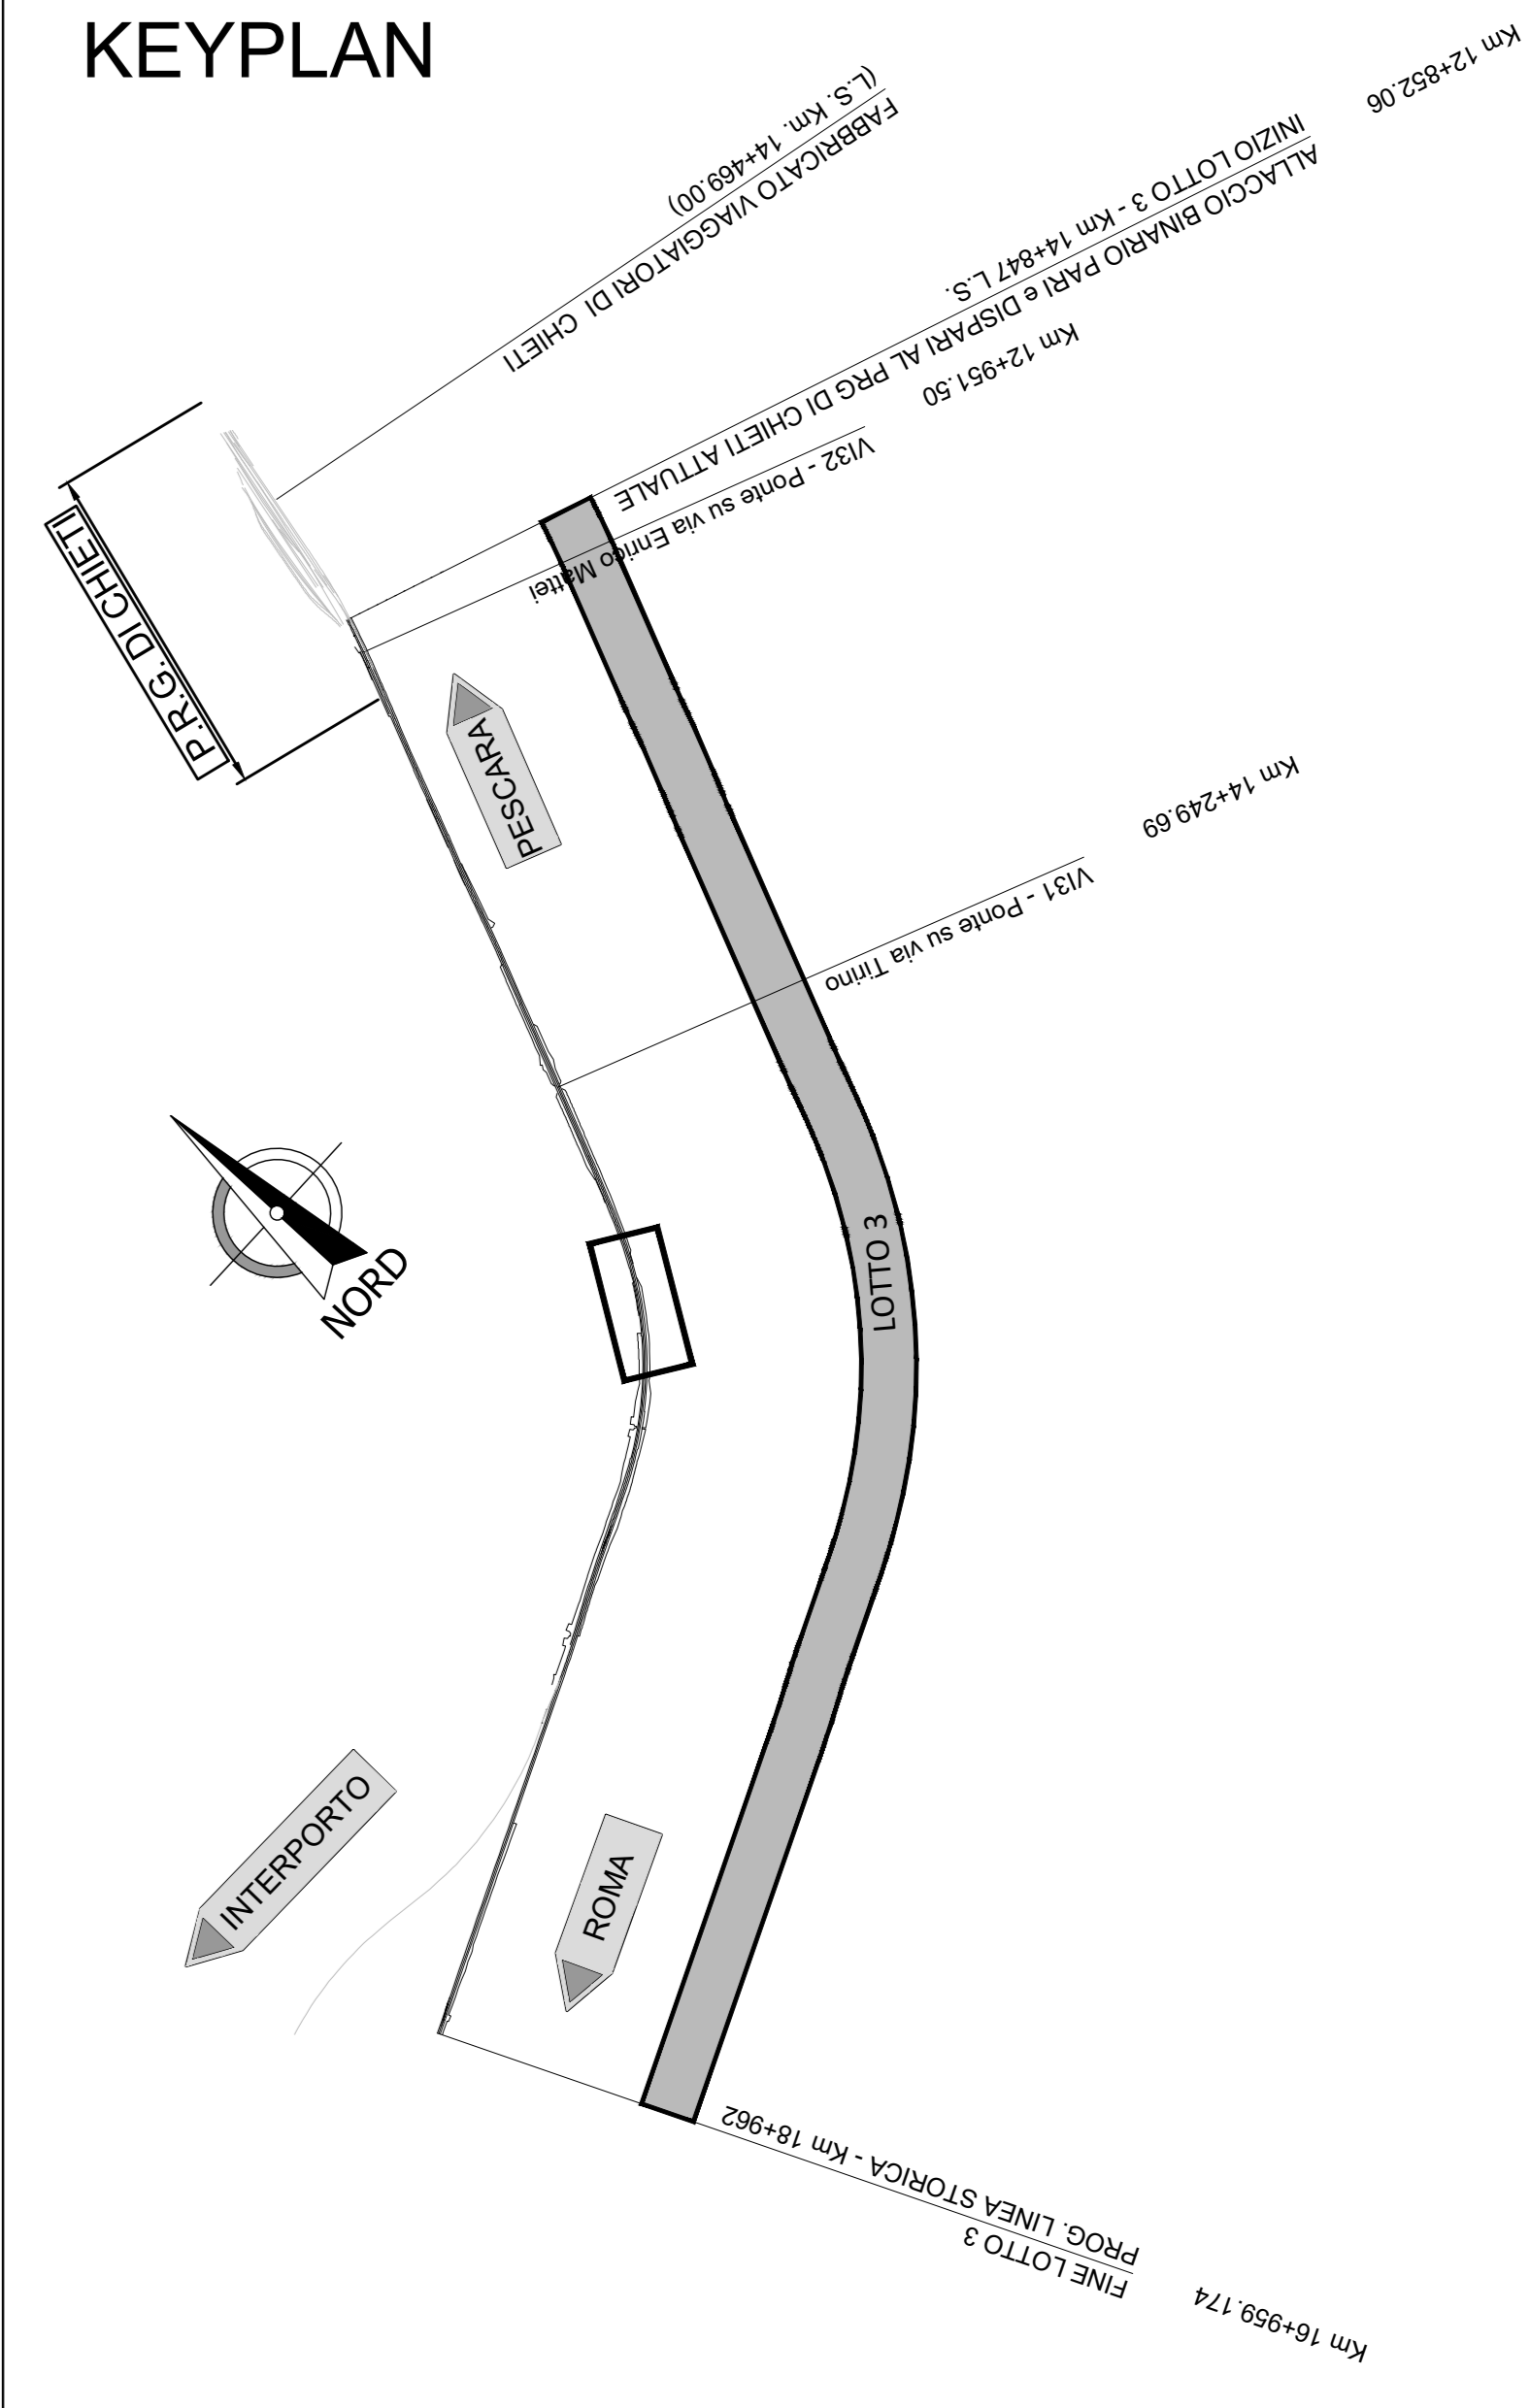 KEYPLAN
Km 12+852.06
FABBRICATO VIAGGIATORI DI CHIETI
(L.S. Km. 14+469.00)
ALLACCIO BINARIO PARI e DISPARI AL PRG DI CHIETI ATTUALE
INIZIO LOTTO 3 - Km 14+847 L.S.
Km 12+951.50
VI32 - Ponte su via Enrico Mattei
P.R.G. DI CHIETI
PESCARA
Km 14+249.69
VI31 - Ponte su via Tirino
NORD
LOTTO 3
INTERPORTO
ROMA
FINE LOTTO 3
PROG. LINEA STORICA - Km 18+962
Km 16+959.174